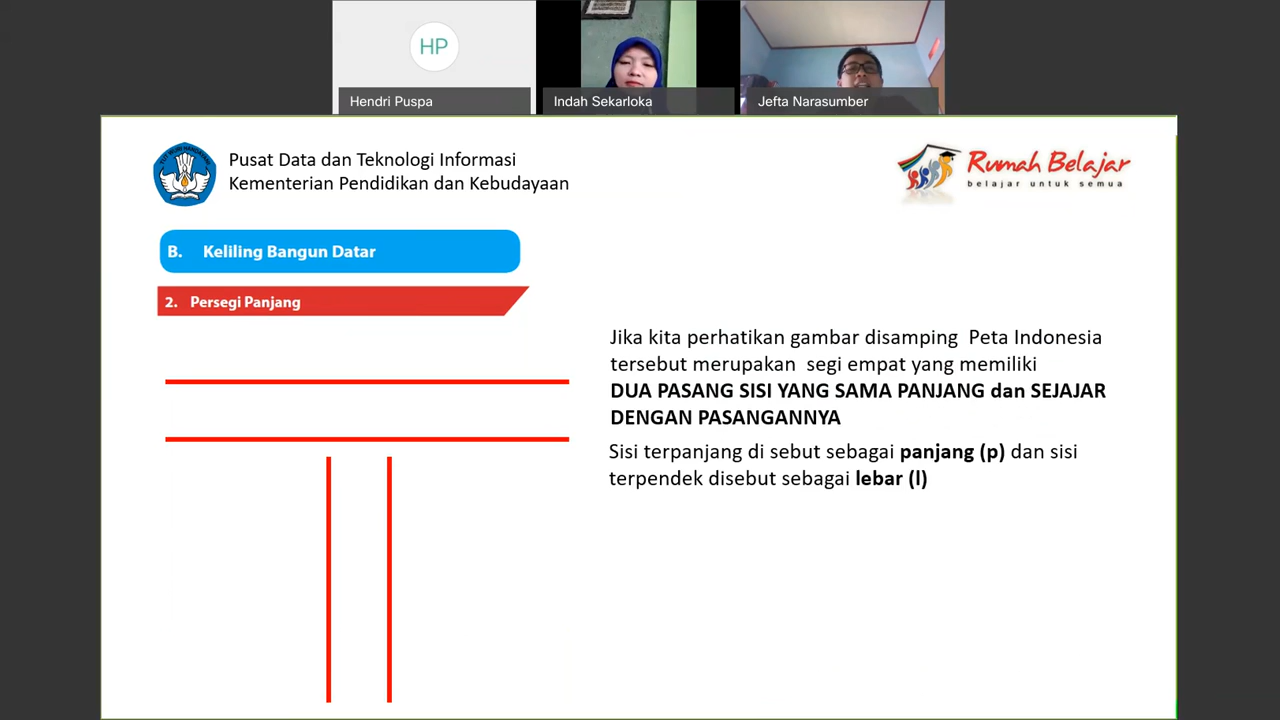 HP
Hendri Puspa
Indah Sekarloka
Jefta Narasumber
Pusat Data dan Teknologi Informasi
Kementerian Pendidikan dan Kebudayaan
TUT WURI HANDAYANI
Rumah Belajar
belajar untuk semua
B. Keliling Bangun Datar
2. Persegi Panjang
Jika kita perhatikan gambar disamping Peta Indonesia
tersebut merupakan segi empat yang memiliki
DUA PASANG SISI YANG SAMA PANJANG dan SEJAJAR
DENGAN PASANGANNYA
Sisi terpanjang di sebut sebagai panjang (p) dan sisi
terpendek disebut sebagai lebar (l)